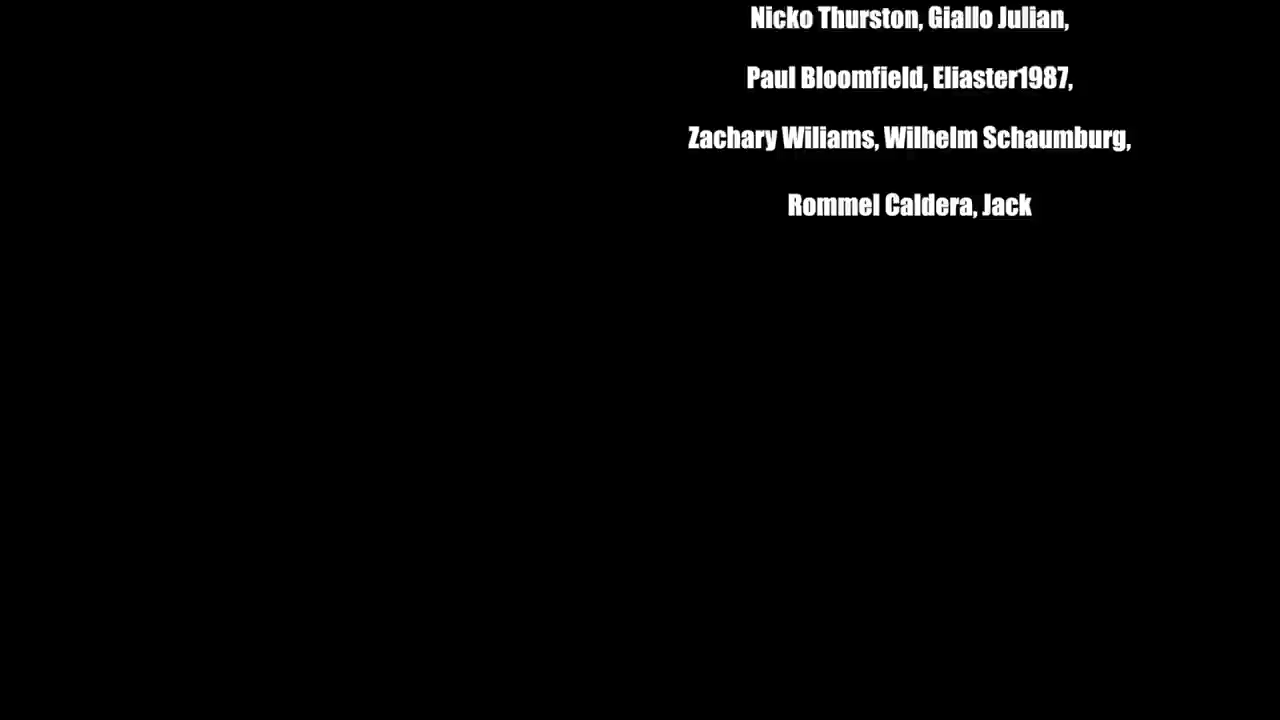 Nicko Thurston, Giallo Julian,
Paul Bloomfield, Eliaster1987,
Zachary Wiliams, Wilhelm Schaumburg,
Rommel Caldera, Jack